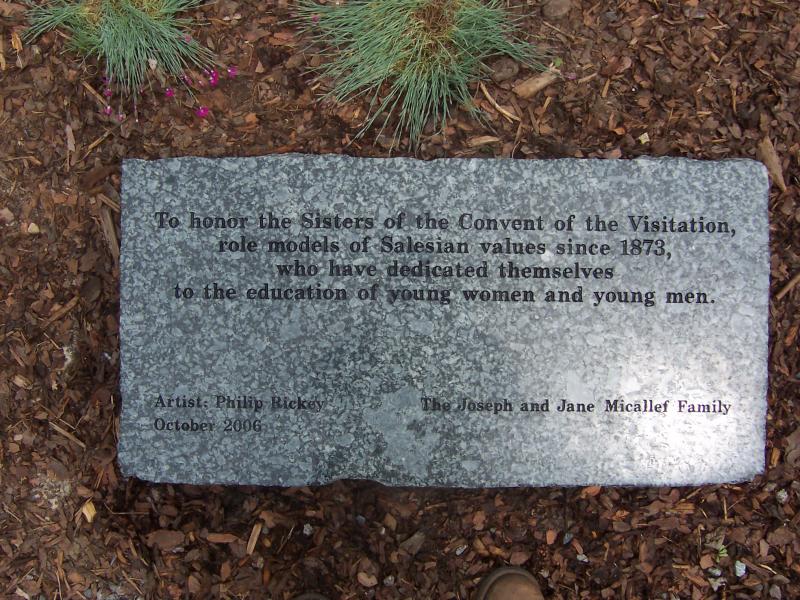 To honor the Sisters of the Convent of the Visitation,
role models of Salesian values since 1873,
who have dedicated themselves
to the education of young women and young men.
Artist: Philip Rickey
October 2006
The Joseph and Jane Micallef Family